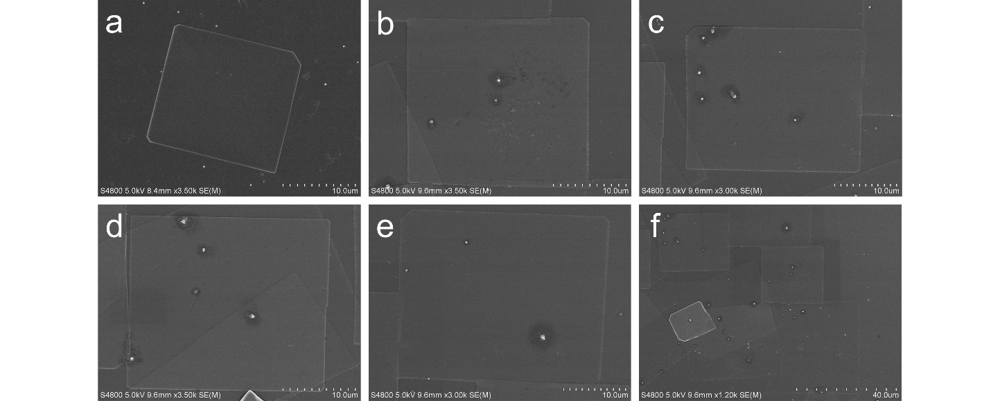 a
S4800 5.0kV 8.4mm x3.50k SE(M) 10.0um
b
S4800 5.0kV 9.6mm x3.50k SE(M) 10.0um
c
S4800 5.0kV 9.6mm x3.00k SE(M) 10.0um
d
S4800 5.0kV 9.6mm x3.50k SE(M) 10.0um
e
S4800 5.0kV 9.6mm x3.00k SE(M) 10.0um
f
S4800 5.0kV 9.6mm x1.20k SE(M) 40.0um